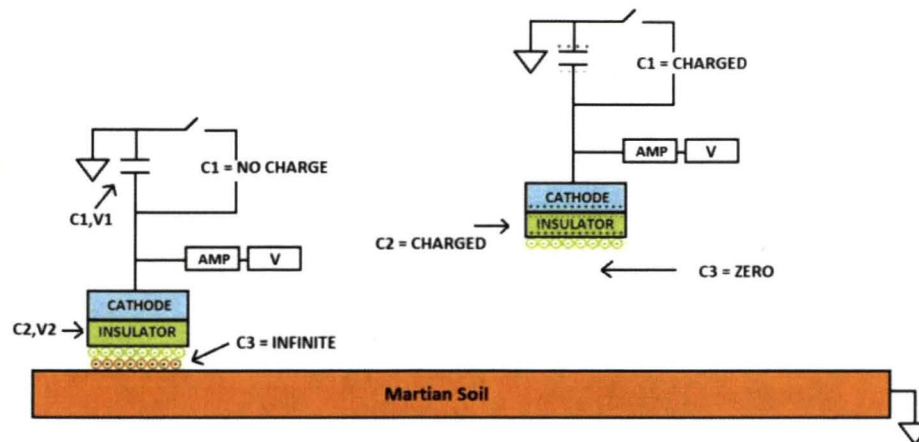 C1 = NO CHARGE
C1,V1
AMP V
CATHODE
INSULATOR
C2,V2
C3 = INFINITE
Martian Soil
C1 = CHARGED
AMP V
CATHODE
INSULATOR
C2 = CHARGED
C3 = ZERO